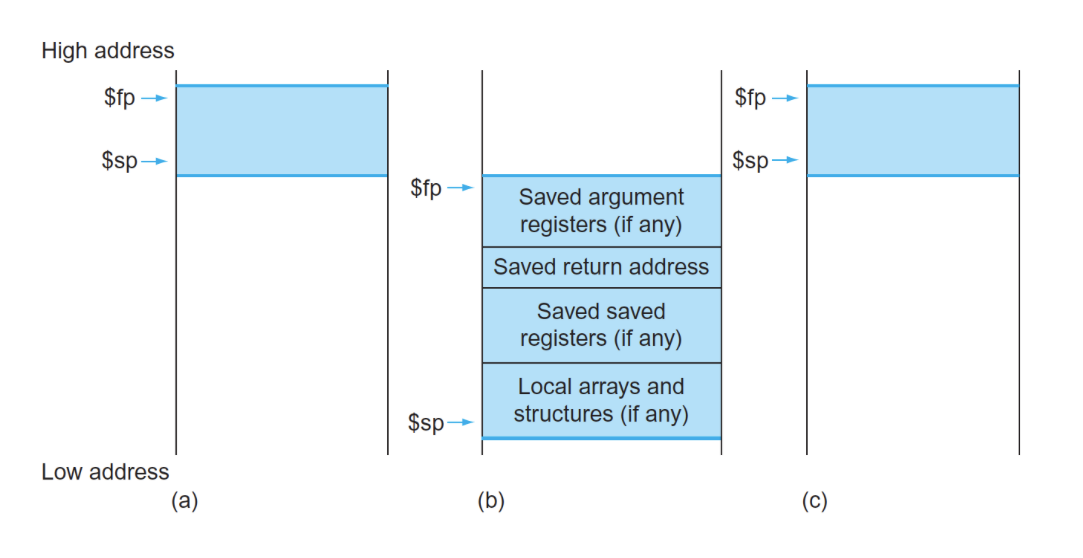 High address
$fp
$sp
$fp
Saved argument
registers (if any)
Saved return address
Saved saved
registers (if any)
Local arrays and
structures (if any)
$sp
$fp
$sp
Low address
(a)
(b)
(c)